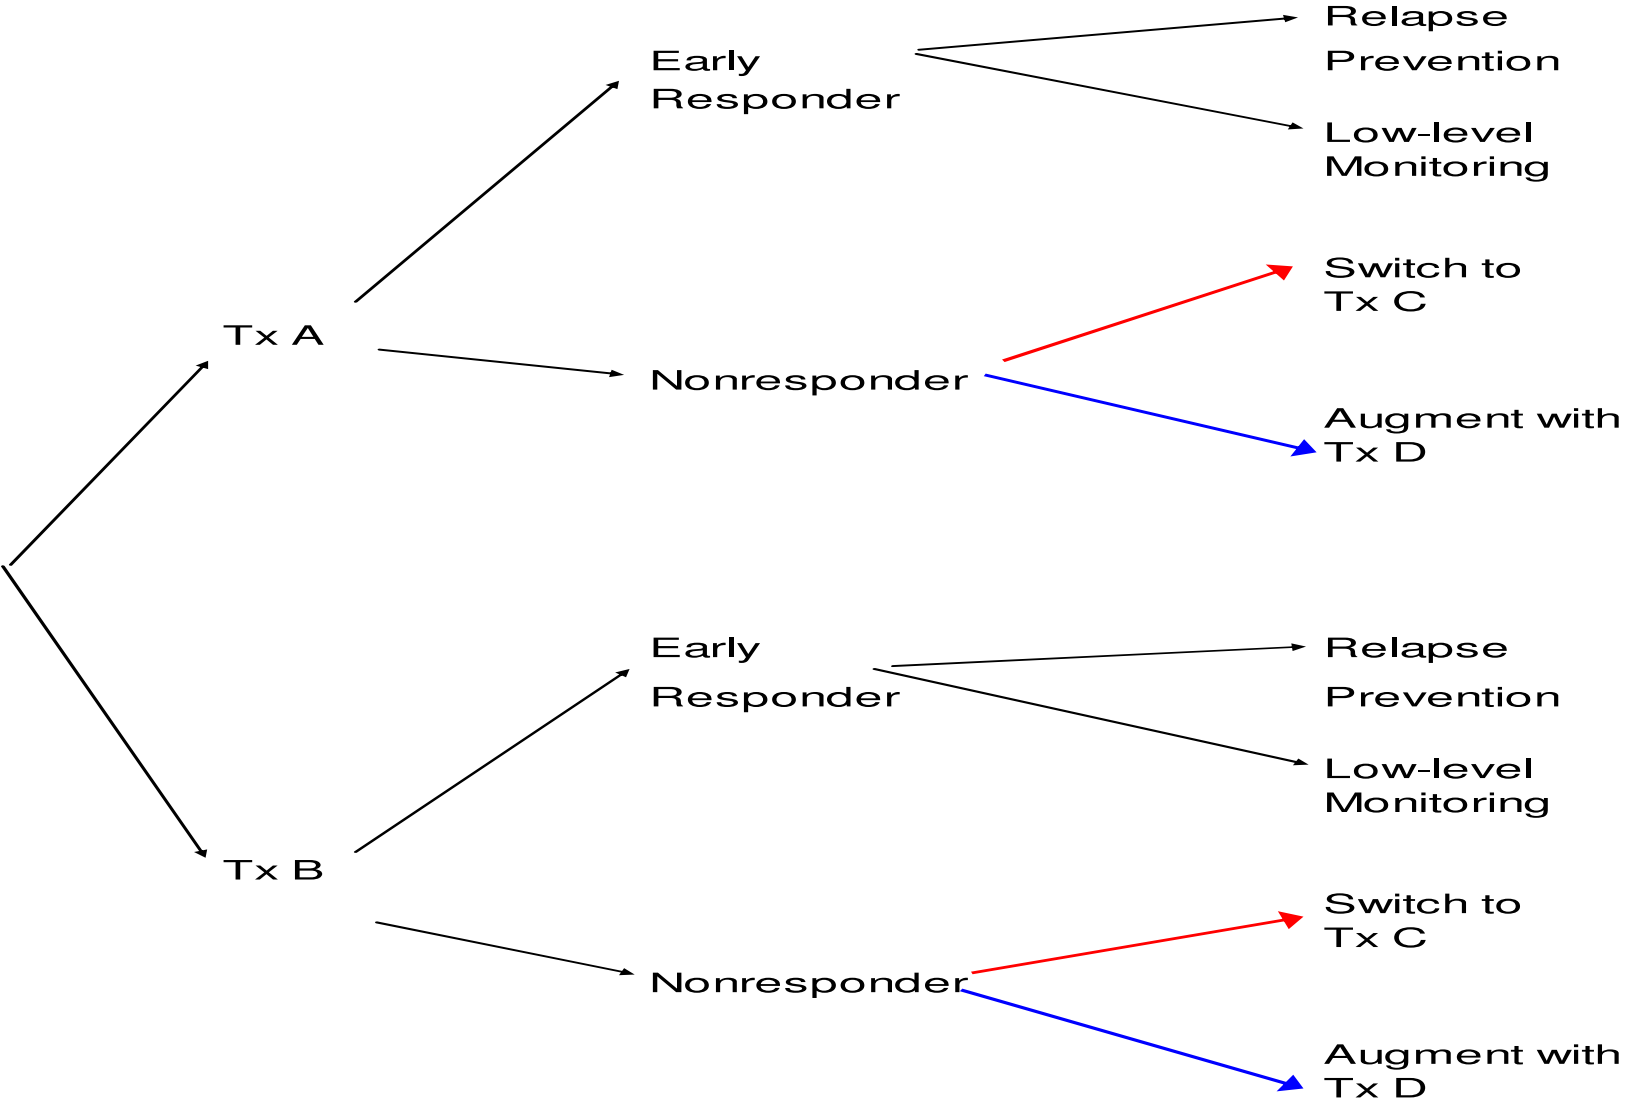 Relapse
Prevention
Early
Responder
Low-level
Monitoring
Switch to
Tx C
Tx A
Nonresponder
Augment with
Tx D
Early
Responder
Relapse
Prevention
Low-level
Monitoring
Tx B
Switch to
Tx C
Nonresponder
Augment with
Tx D